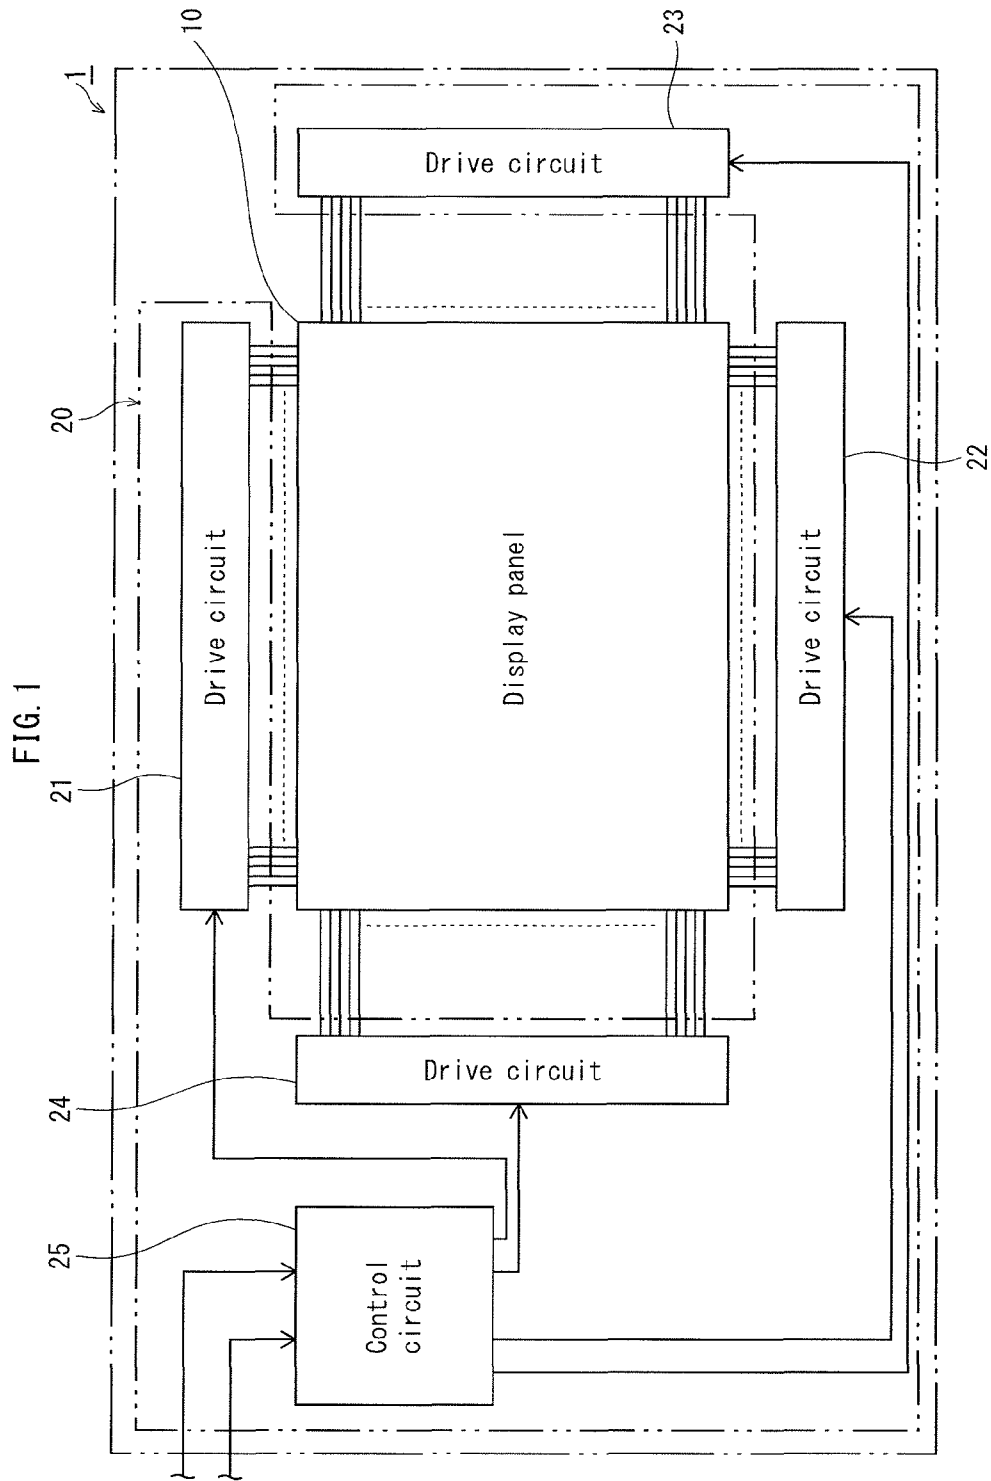 FIG.1
1
20
10
21
Drive circuit
24
Drive circuit
Display panel
Drive circuit
23
25
Control
circuit
Drive circuit
22